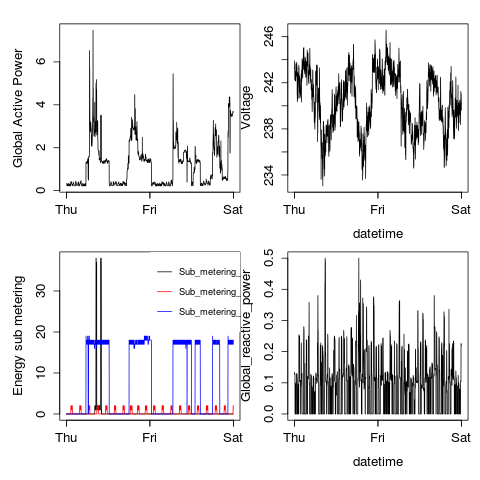 Global Active Power
0 2 4 6
Thu Fri Sat
Voltage
234 238 242 246
Thu Fri Sat
datetime
Energy sub metering
0 10 20 30
Sub_metering_
Sub_metering_
Sub_metering_
Thu Fri Sat
Global_reactive_power
0.0 0.1 0.2 0.3 0.4 0.5
Thu Fri Sat
datetime